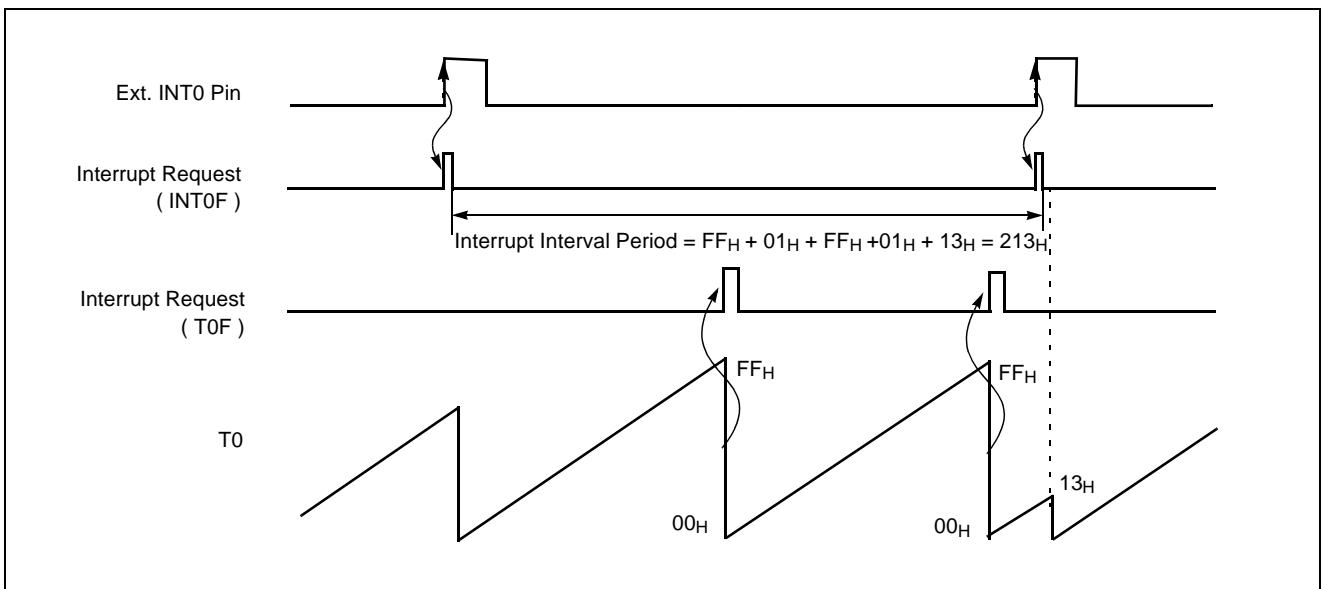 Ext. INT0 Pin
Interrupt Request
( INT0F )
Interrupt Interval Period = FFH + 01H + FFH +01H + 13H = 213H
Interrupt Request
( T0F )
FFH
FFH
T0
13H
00H
00H